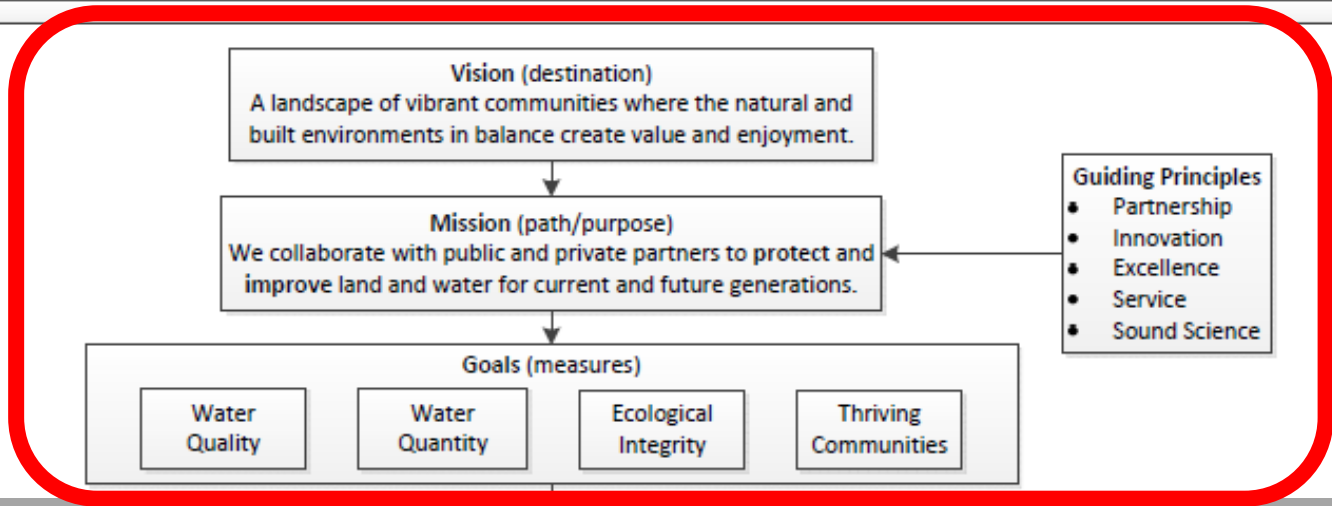 Vision (destination)
A landscape of vibrant communities where the natural and
built environments in balance create value and enjoyment.
Mission (path/purpose)
We collaborate with public and private partners to protect and
improve land and water for current and future generations.
Guiding Principles
• Partnership
• Innovation
• Excellence
• Service
• Sound Science
Goals (measures)
Water
Quality
Water
Quantity
Ecological
Integrity
Thriving
Communities